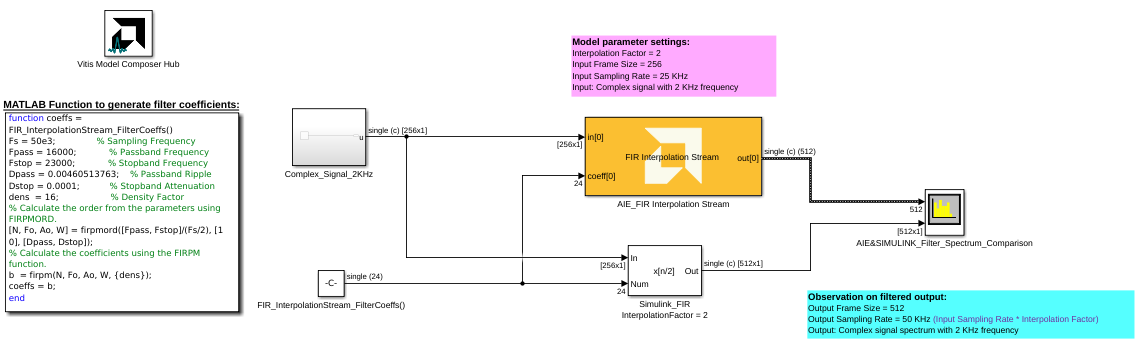 Vitis Model Composer Hub
Model parameter settings:
Interpolation Factor = 2
Input Frame Size = 256
Input Sampling Rate = 25 KHz
Input: Complex signal with 2 KHz frequency
MATLAB Function to generate filter coefficients:
function coeffs =
FIR_InterpolationStream_FilterCoeffs()
Fs = 50e3; % Sampling Frequency
Fpass = 16000; % Passband Frequency
Fstop = 23000; % Stopband Frequency
Dpass = 0.00460513763; % Passband Ripple
Dstop = 0.0001; % Stopband Attenuation
dens = 16; % Density Factor
% Calculate the order from the parameters using
FIRPMORD.
[N, Fo, Ao, W] = firpmord([Fpass, Fstop]/(Fs/2), [1
0], [Dpass, Dstop]);
% Calculate the coefficients using the FIRPM
function.
b = firpm(N, Fo, Ao, W, {dens});
coeffs = b;
end
u
single (c) [256x1]
Complex_Signal_2KHz
[256x1]
24
in[0]
coeff[0]
FIR Interpolation Stream
out[0]
single (c) (512)
AIE_FIR Interpolation Stream
512
[512x1]
AIE&SIMULINK_Filter_Spectrum_Comparison
-C-
single (24)
FIR_InterpolationStream_FilterCoeffs()
[256x1]
24
In
Num
x[n/2]
Out
single (c) [512x1]
Simulink_FIR
InterpolationFactor = 2
Observation on filtered output:
Output Frame Size = 512
Output Sampling Rate = 50 KHz (Input Sampling Rate * Interpolation Factor)
Output: Complex signal spectrum with 2 KHz frequency